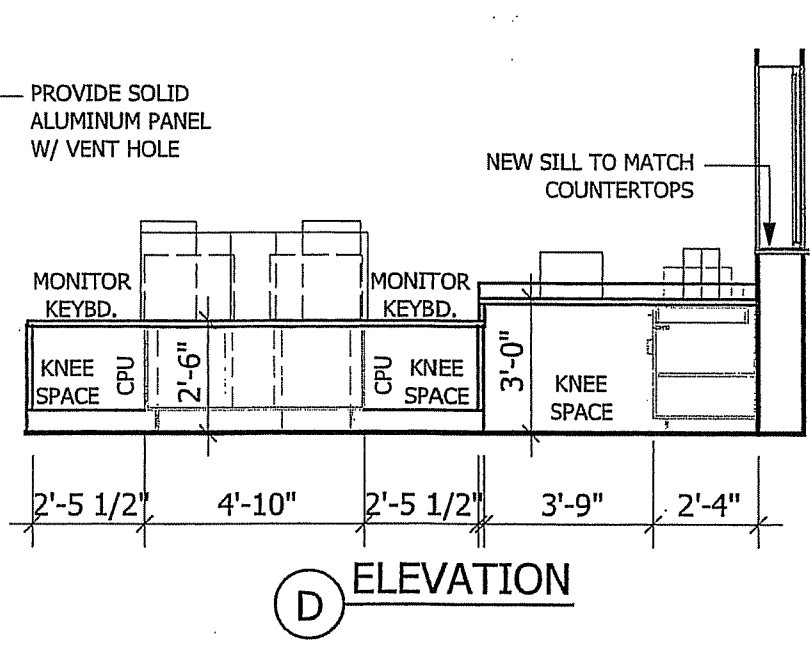 PROVIDE SOLID
ALUMINUM PANEL
W/ VENT HOLE
NEW SILL TO MATCH
COUNTERTOPS
MONITOR
KEYBD.
MONITOR
KEYBD.
KNEE
SPACE
CPU
2'-6"
CPU
KNEE
SPACE
3'-0"
KNEE
SPACE
2'-5 1/2"
4'-10"
2'-5 1/2"
3'-9"
2'-4"
D
ELEVATION